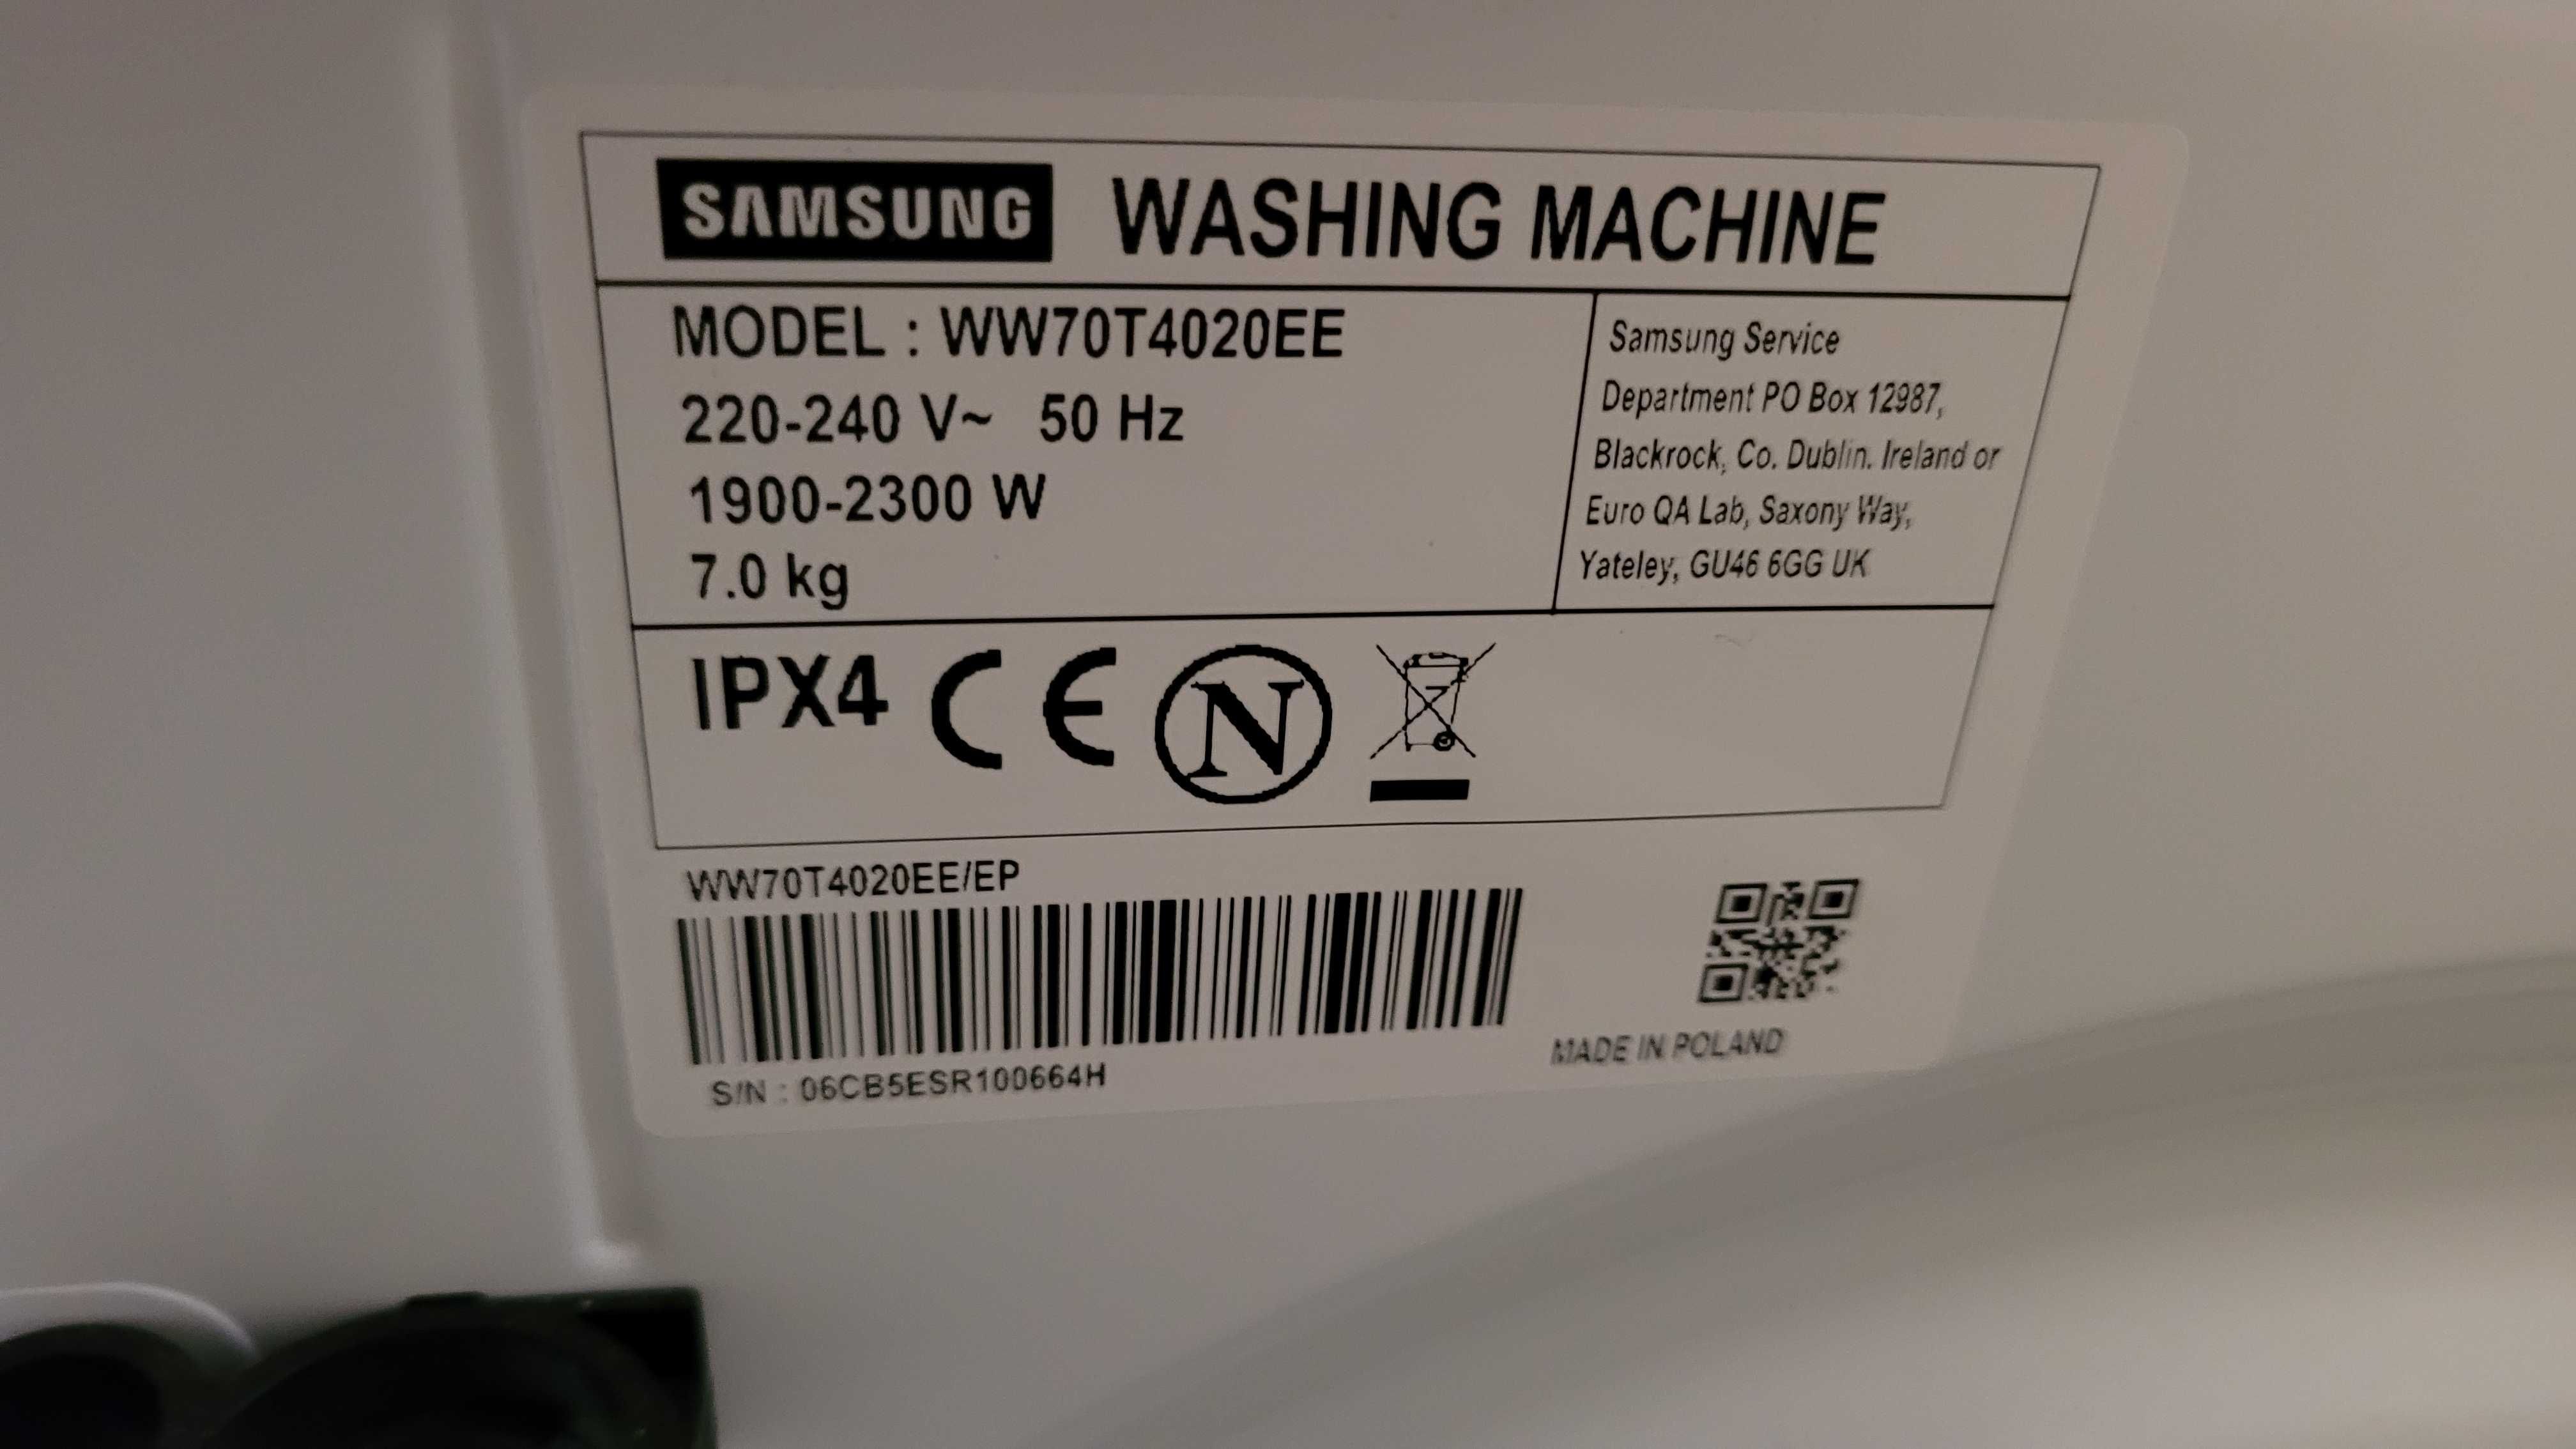 SAMSUNG WASHING MACHINE
MODEL : WW70T4020EE
220-240 V~ 50 Hz
1900-2300 W
7.0 kg
Samsung Service
Department PO Box 12987,
Blackrock, Co. Dublin. Ireland or
Euro QA Lab, Saxony Way,
Yateley, GU46 6GG UK
IPX4 CE N
WW70T4020EE/EP
S/N : 06CB5ESR100664H
MADE IN POLAND